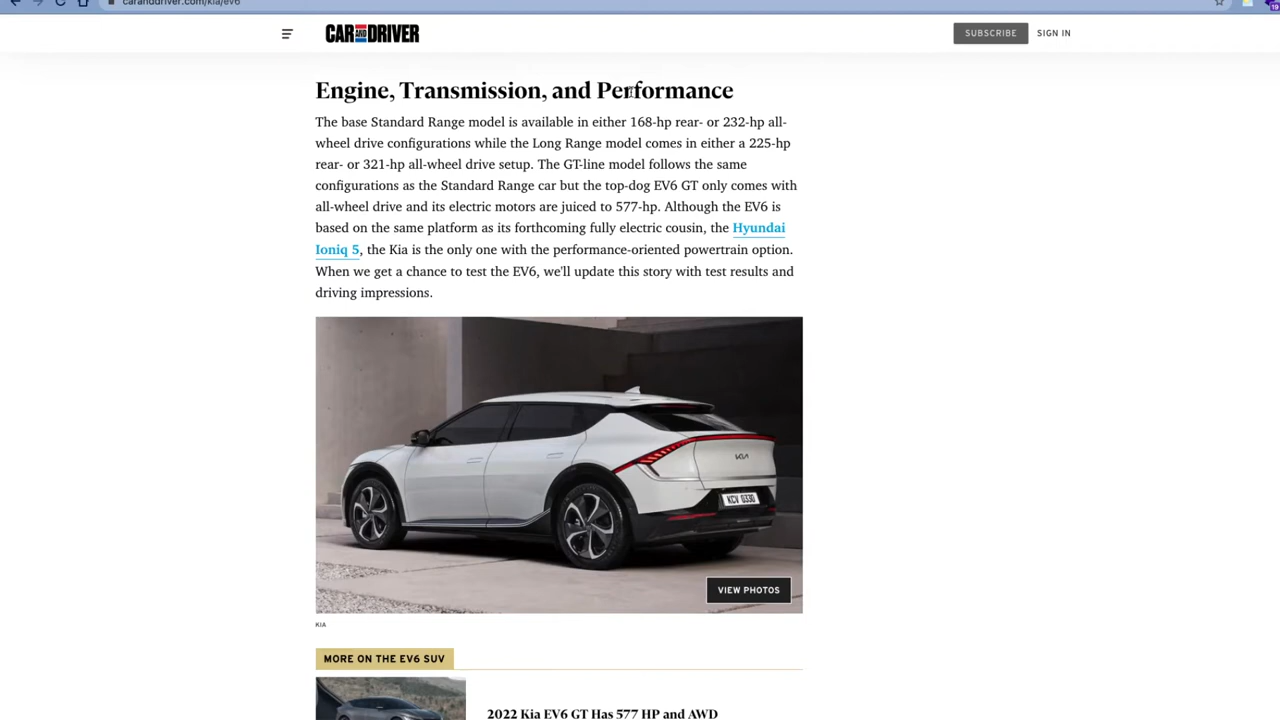 caranddriver.com/kia/ev6
19
CAR AND DRIVER
SUBSCRIBE
SIGN IN
Engine, Transmission, and Performance
The base Standard Range model is available in either 168-hp rear- or 232-hp all-
wheel drive configurations while the Long Range model comes in either a 225-hp
rear- or 321-hp all-wheel drive setup. The GT-line model follows the same
configurations as the Standard Range car but the top-dog EV6 GT only comes with
all-wheel drive and its electric motors are juiced to 577-hp. Although the EV6 is
based on the same platform as its forthcoming fully electric cousin, the Hyundai
Ioniq 5, the Kia is the only one with the performance-oriented powertrain option.
When we get a chance to test the EV6, we'll update this story with test results and
driving impressions.
KIA
KCV 0330
VIEW PHOTOS
KIA
MORE ON THE EV6 SUV
2022 Kia EV6 GT Has 577 HP and AWD